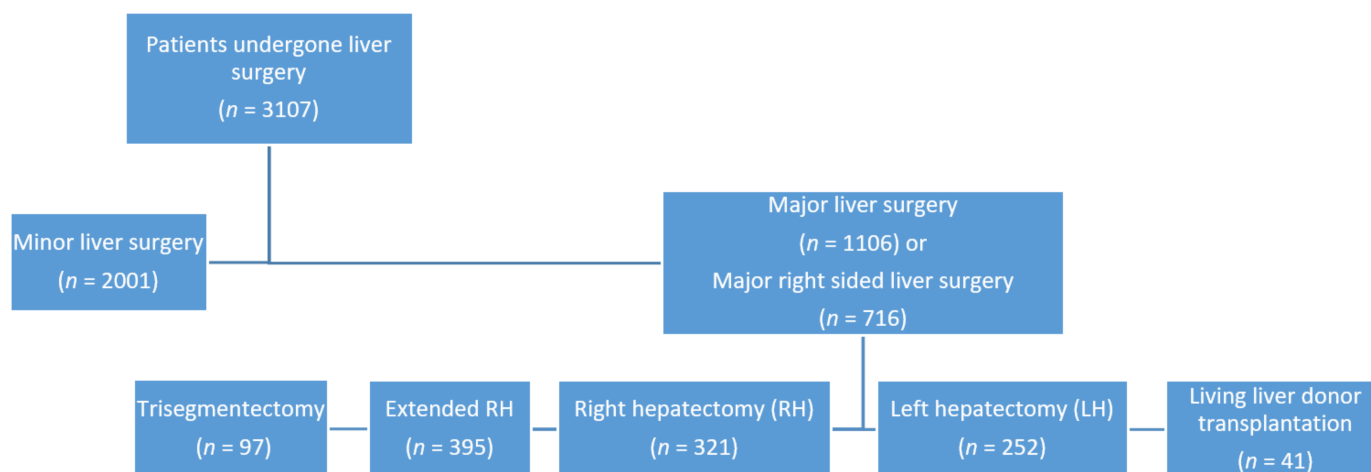 Patients undergone liver
surgery
(n = 3107)
Minor liver surgery
(n = 2001)
Major liver surgery
(n = 1106) or
Major right sided liver surgery
(n = 716)
Trisegmentectomy
(n = 97)
Extended RH
(n = 395)
Right hepatectomy (RH)
(n = 321)
Left hepatectomy (LH)
(n = 252)
Living liver donor
transplantation
(n = 41)